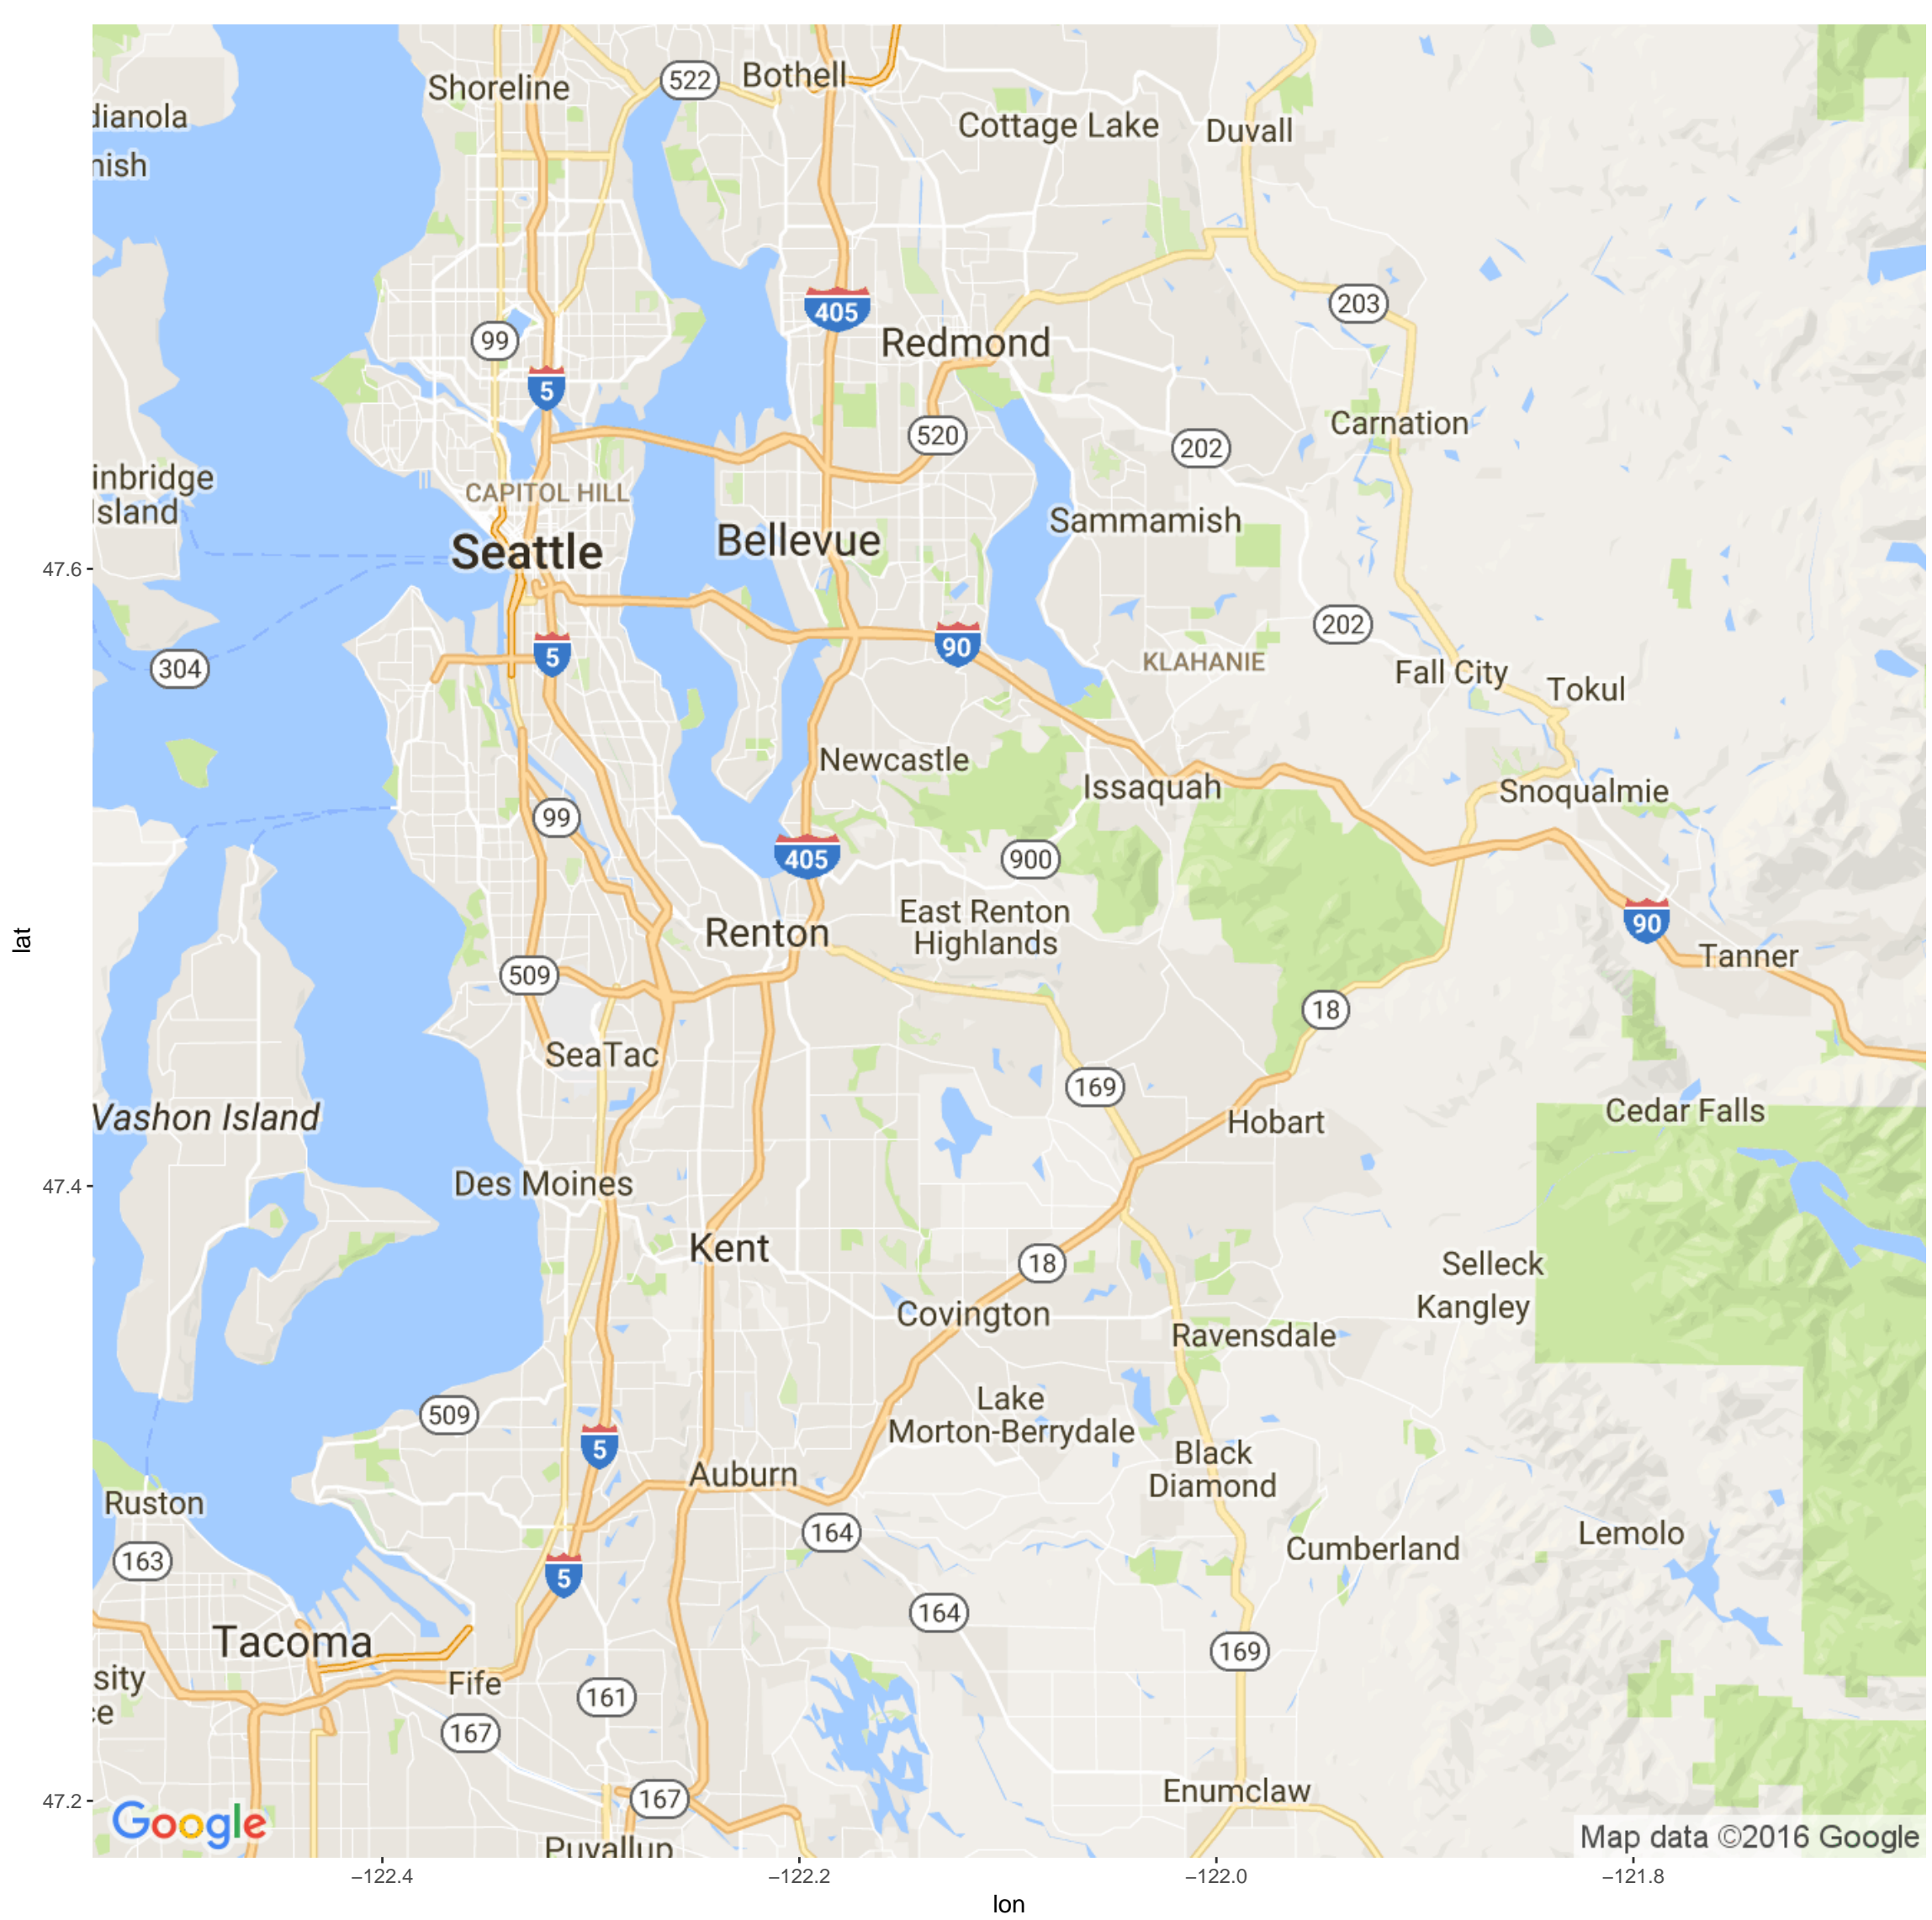 Shoreline
522
Bothell
dianola
Cottage Lake
Duvall
nish
203
405
99
Redmond
5
Carnation
520
202
inbridge
Island
CAPITOL HILL
Sammamish
Seattle
Bellevue
47.6
202
5
90
304
KLAHANIE
Fall City
Tokul
Newcastle
Issaquah
Snoqualmie
99
405
900
East Renton
Highlands
90
Renton
lat
Tanner
509
18
SeaTac
169
Vashon Island
Hobart
Cedar Falls
47.4
Des Moines
Kent
18
Selleck
Kangley
Covington
Ravensdale
Lake
Morton-Berrydale
509
5
Black
Diamond
Auburn
Ruston
164
Lemolo
Cumberland
163
5
164
Tacoma
169
sity
ce
Fife
161
167
Enumclaw
47.2
167
Google
Puyallup
Map data ©2016 Google
−122.4
−122.2
−122.0
−121.8
lon